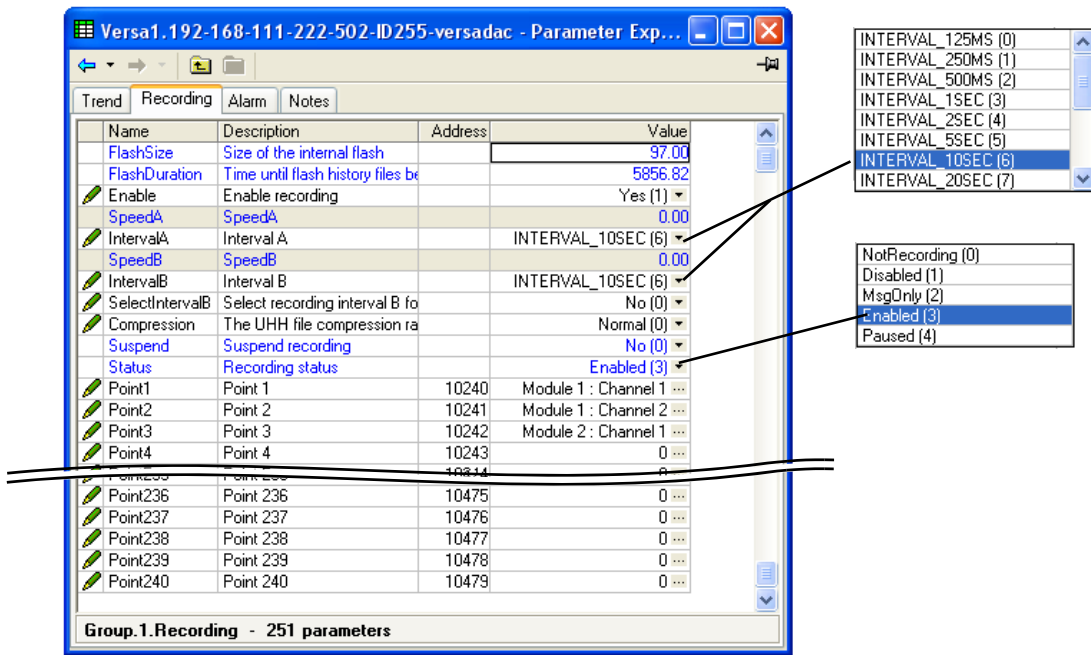 Versa1.192-168-111-222-502-ID255-versadac - Parameter Exp...
Trend Recording Alarm Notes
Name Description Address Value
FlashSize Size of the internal flash 97.00
FlashDuration Time until flash history files be 5856.82
Enable Enable recording Yes (1)
SpeedA SpeedA 0.00
IntervalA Interval A INTERVAL_10SEC (6)
SpeedB SpeedB 0.00
IntervalB Interval B INTERVAL_10SEC (6)
SelectIntervalB Select recording interval B fo No (0)
Compression The UHH file compression ra Normal (0)
Suspend Suspend recording No (0)
Status Recording status Enabled (3)
Point1 Point 1 10240 Module 1 : Channel 1 ...
Point2 Point 2 10241 Module 1 : Channel 2 ...
Point3 Point 3 10242 Module 2 : Channel 1 ...
Point4 Point 4 10243 0 ...
Point236 Point 236 10475 0 ...
Point237 Point 237 10476 0 ...
Point238 Point 238 10477 0 ...
Point239 Point 239 10478 0 ...
Point240 Point 240 10479 0 ...
Group.1.Recording - 251 parameters
INTERVAL_125MS (0)
INTERVAL_250MS (1)
INTERVAL_500MS (2)
INTERVAL_1SEC (3)
INTERVAL_2SEC (4)
INTERVAL_5SEC (5)
INTERVAL_10SEC (6)
INTERVAL_20SEC (7)
NotRecording (0)
Disabled (1)
MsgOnly (2)
Enabled (3)
Paused (4)